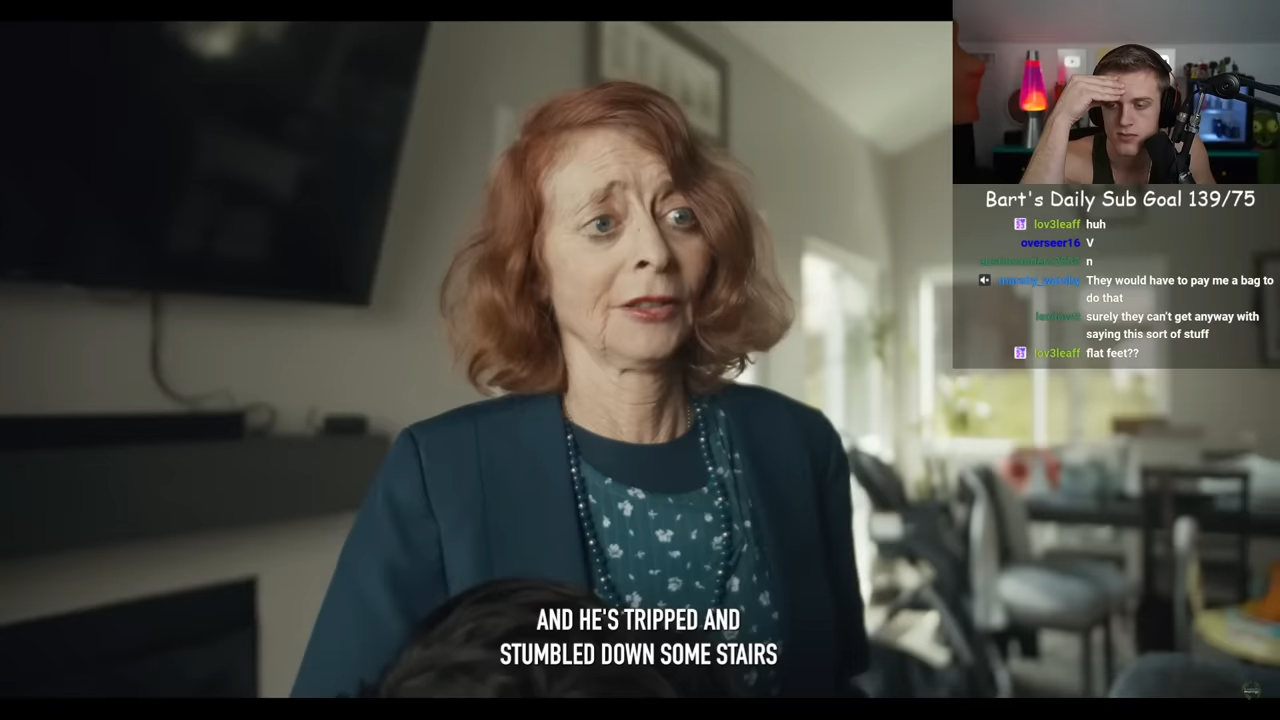 Bart's Daily Sub Goal 139/75
lov3leaff huh
overseer16 V
n
They would have to pay me a bag to
do that
surely they can't get anyway with
saying this sort of stuff
lov3leaff flat feet??
AND HE'S TRIPPED AND
STUMBLED DOWN SOME STAIRS